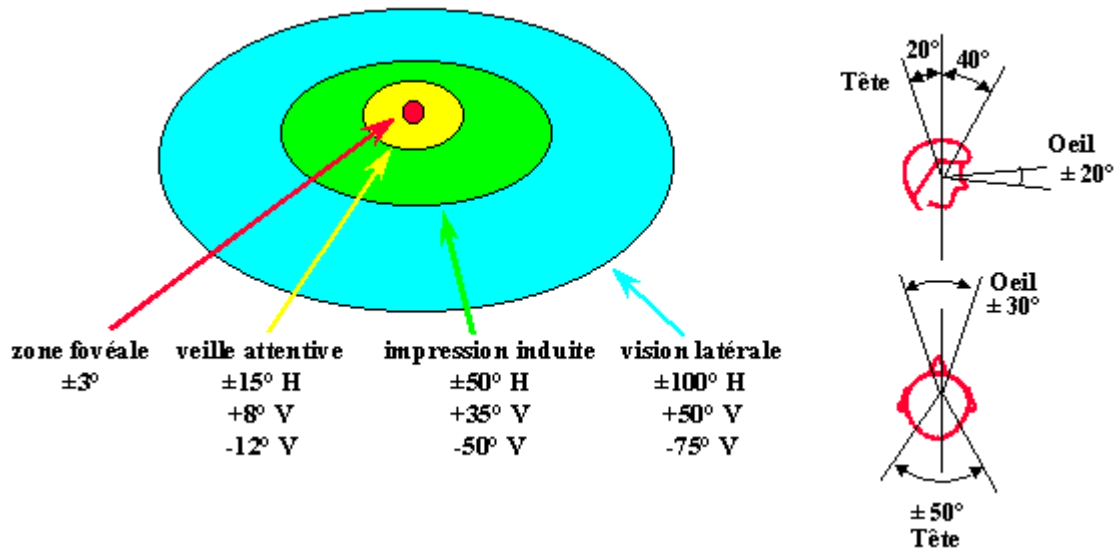 20°
40°
Tête
Oeil
± 20°
Oeil
± 30°
zone fovéale
±3°
veille attentive
±15° H
+8° V
-12° V
impression induite
±50° H
+35° V
-50° V
vision latérale
±100° H
+50° V
-75° V
± 50°
Tête